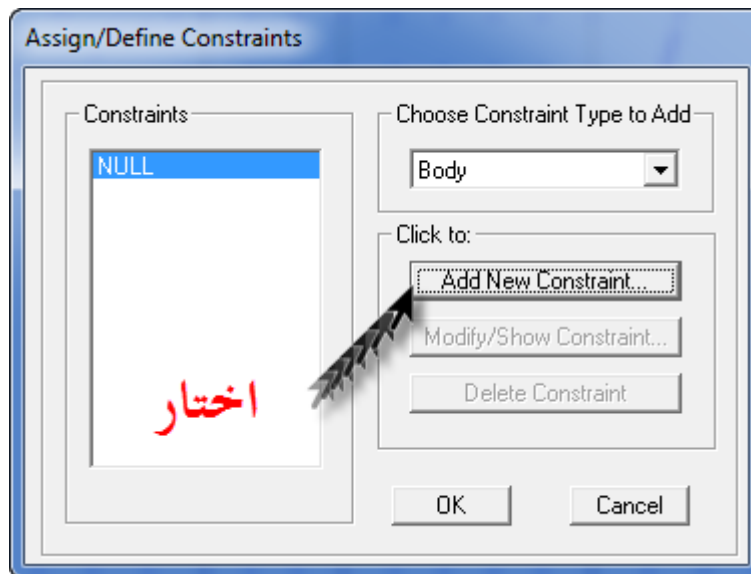 Assign/Define Constraints
Constraints
NULL
اختار
Choose Constraint Type to Add
Body
Click to:
Add New Constraint...
Modify/Show Constraint...
Delete Constraint
OK
Cancel